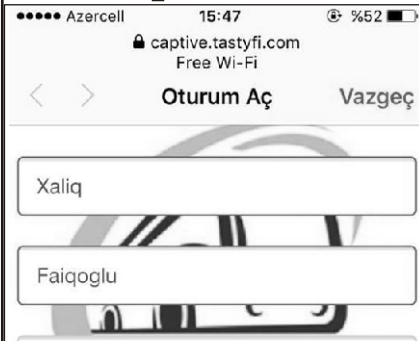 Azercell 15:47 %52
captive.tastyfi.com
Free Wi-Fi
Oturum Aç Vazgeç
Xaliq
Faiqoglu